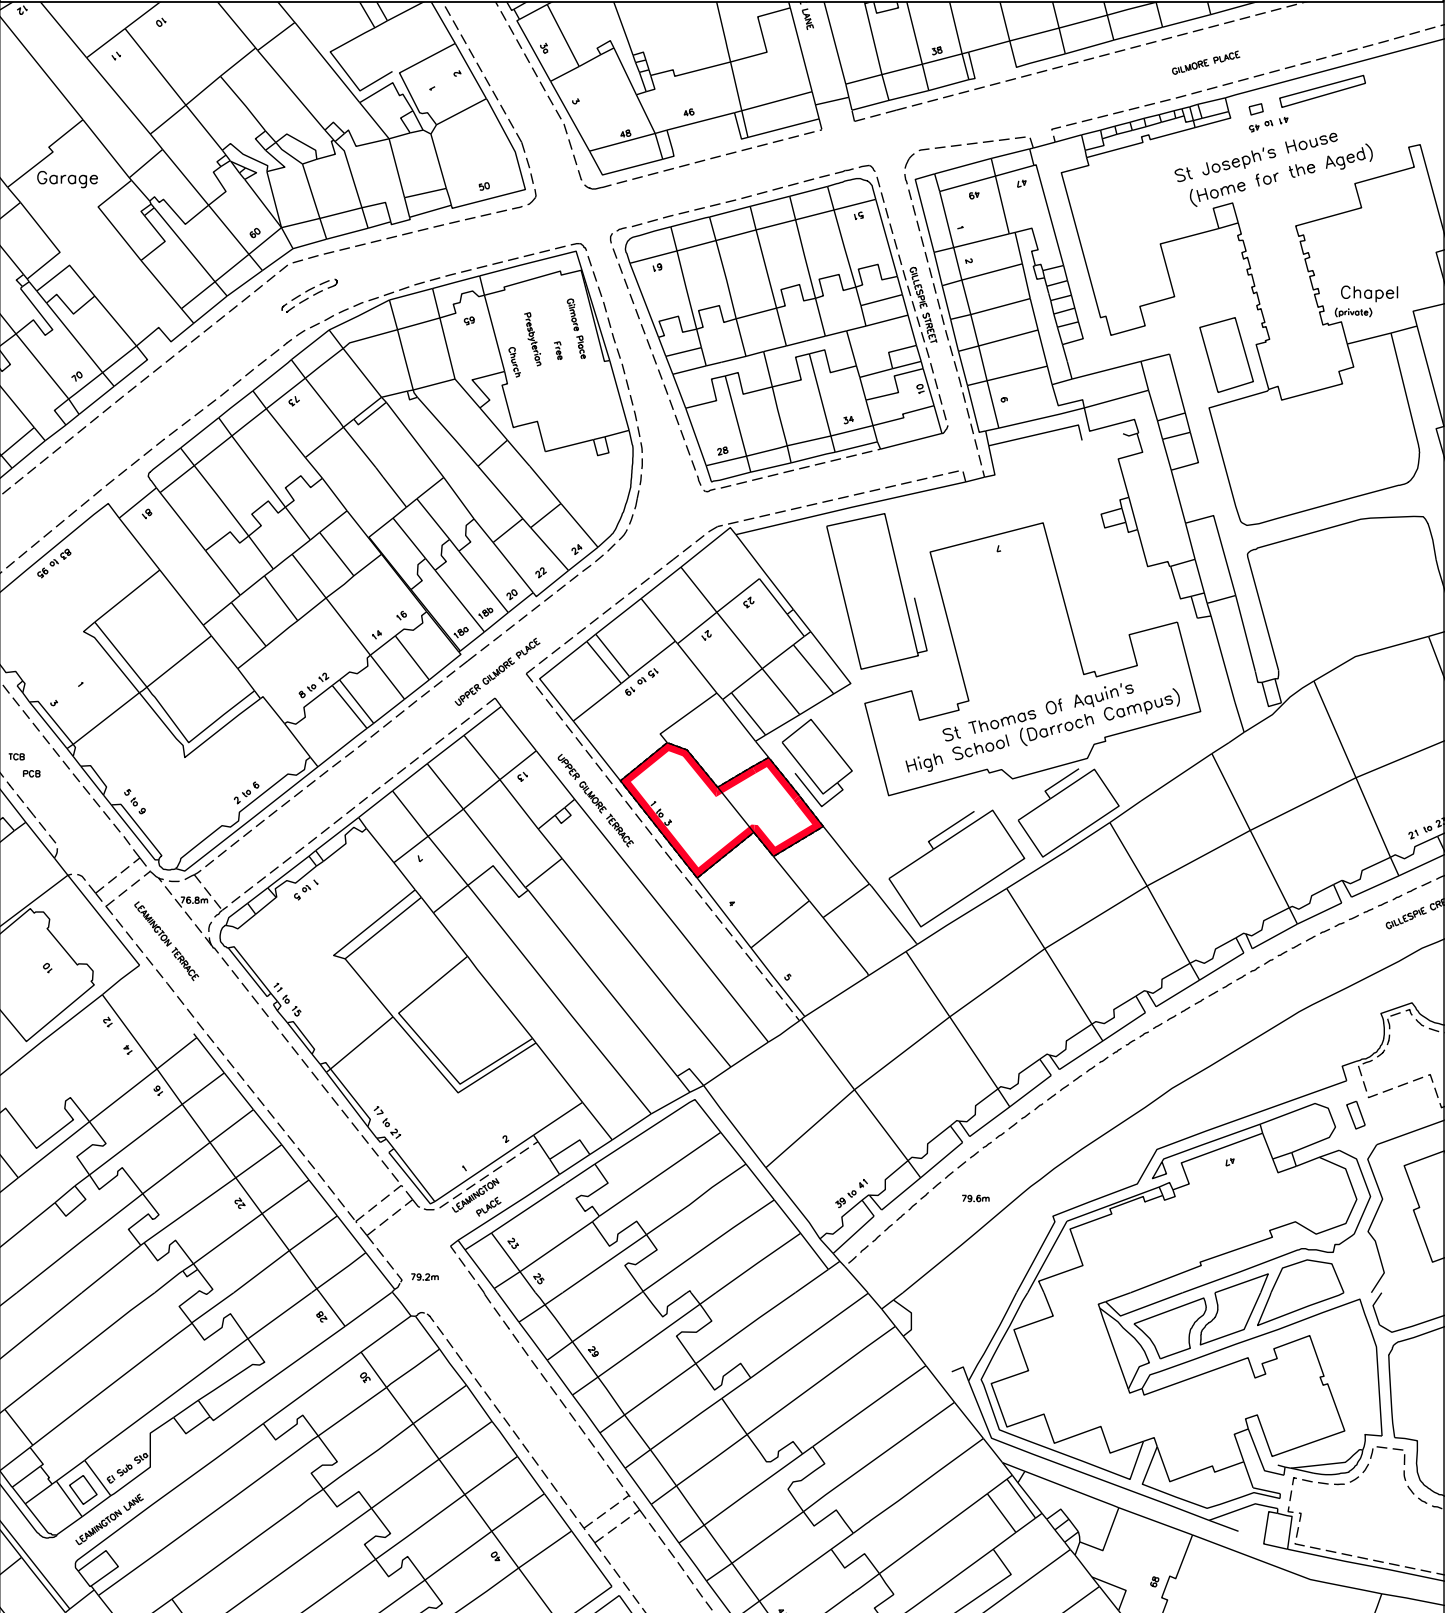 12
10
11
2
1
3a
3
LANE
38
46
48
GILMORE PLACE
41 to 45
St Joseph's House
(Home for the Aged)
Garage
50
60
49
47
51
1
2
61
GILLESPIE STREET
Chapel
(private)
65
Gilmore Place
Free
Presbyterian
Church
70
73
10
6
34
28
81
83 to 95
24
22
20
18b
18a
16
14
7
23
21
15 to 19
UPPER GILMORE PLACE
8 to 12
1
3
St Thomas Of Aquin's
High School (Darroch Campus)
TCB
PCB
5 to 9
2 to 6
13
UPPER GILMORE TERRACE
1 to 3
7
1 to 5
76.8m
4
21 to 23
GILLESPIE CRE
LEAMINGTON TERRACE
10
11 to 15
5
12
14
16
17 to 21
2
1
LEAMINGTON
PLACE
39 to 41
79.6m
47
22
23
25
79.2m
28
29
30
El Sub Sta
LEAMINGTON LANE
40
68